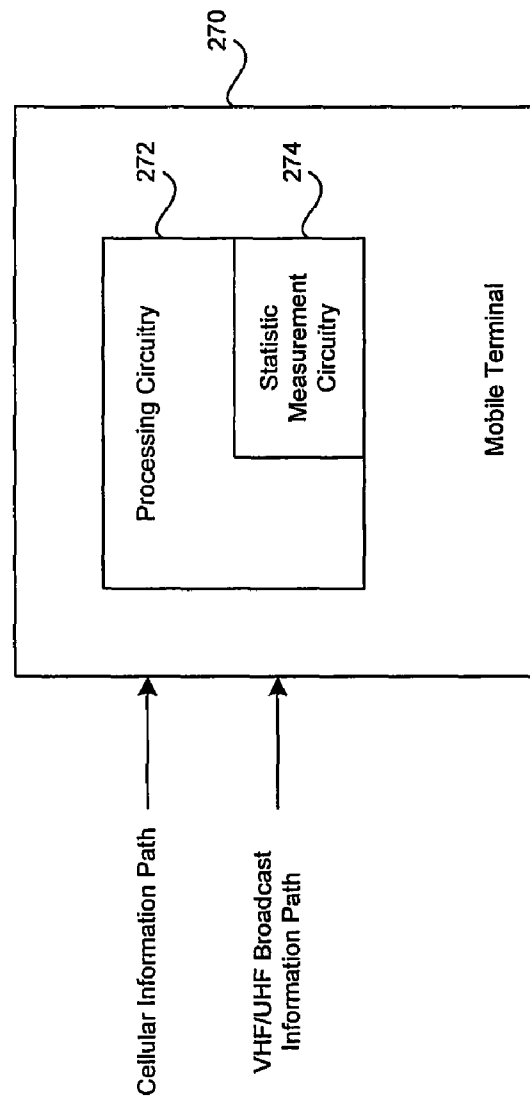 270
272
Processing Circuitry
274
Statistic
Measurement
Circuitry
Mobile Terminal
Cellular Information Path
VHF/UHF Broadcast
Information Path